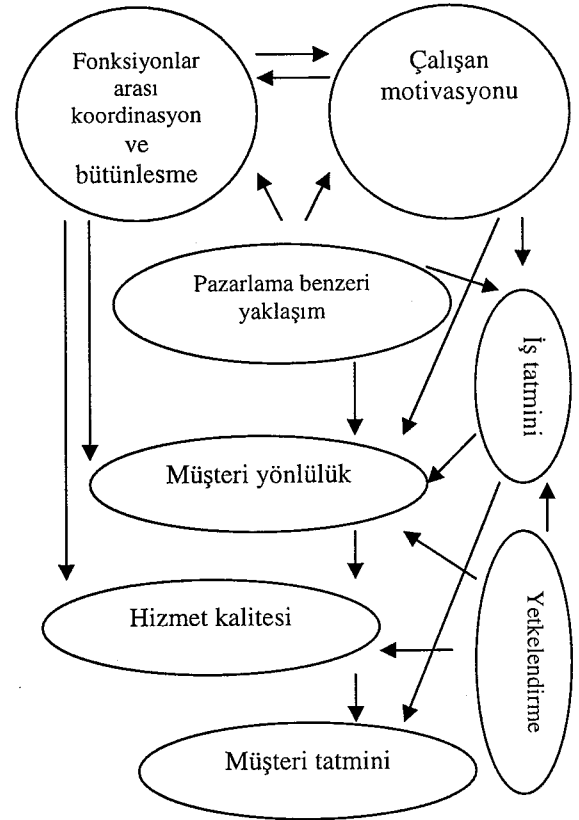 Fonksiyonlar
arası
koordinasyon
ve
bütünlesme
Çalışan
motivasyonu
Pazarlama benzeri
yaklaşım
İş tatmini
Müşteri yönlülük
Hizmet kalitesi
Yetkelendirme
Müşteri tatmini